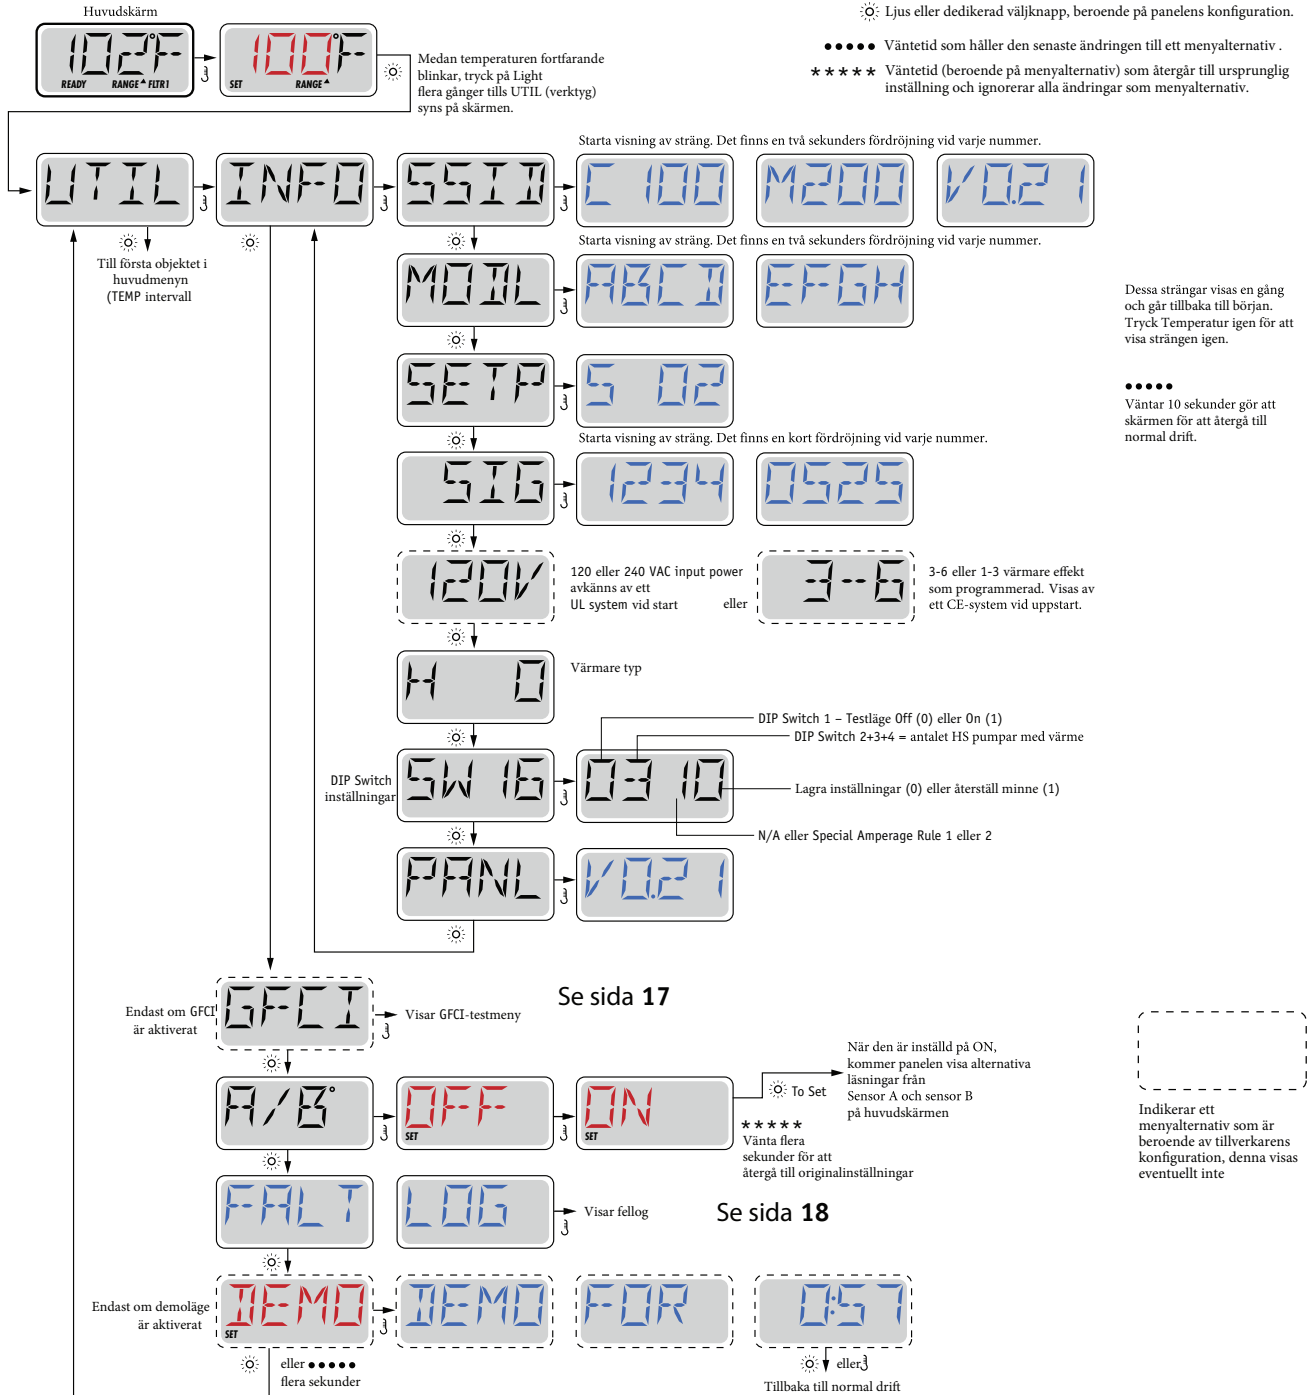 Huvudskärm
Ljus eller dedikerad väljknapp, beroende på panelens konfiguration.
102°F
READY RANGE FLTR1
100°F
SET RANGE
Medan temperaturen fortfarande
blinkar, tryck på Light
flera gånger tills UTIL (verktyg)
syns på skärmen.
●●●●● Väntetid som håller den senaste ändringen till ett menyalternativ .
***** Väntetid (beroende på menyalternativ) som återgår till ursprunglig
inställning och ignorerar alla ändringar som menyalternativ.
Starta visning av sträng. Det finns en två sekunders fördröjning vid varje nummer.
UTIL
INFO
SSID
C 100
M200
V0.21
Till första objektet i
huvudmenyn
(TEMP intervall
Starta visning av sträng. Det finns en två sekunders fördröjning vid varje nummer.
MODL
ABCD
EFGH
Dessa strängar visas en gång
och går tillbaka till början.
Tryck Temperatur igen för att
visa strängen igen.
SETP
S 02
●●●●●
Väntar 10 sekunder gör att
skärmen för att återgå till
normal drift.
Starta visning av sträng. Det finns en kort fördröjning vid varje nummer.
SIG
1234
0525
120V
120 eller 240 VAC input power
avkänns av ett
UL system vid start
eller
3-6
3-6 eller 1-3 värmare effekt
som programmerad. Visas av
ett CE-system vid uppstart.
H 0
Värmare typ
DIP Switch 1 – Testläge Off (0) eller On (1)
DIP Switch 2+3+4 = antalet HS pumpar med värme
DIP Switch
inställningar
SW 16
03 10
Lagra inställningar (0) eller återställ minne (1)
N/A eller Special Amperage Rule 1 eller 2
PANL
V0.21
Se sida 17
Endast om GFCI
är aktiverat
GFCI
Visar GFCI-testmeny
A/B°
OFF
SET
ON
SET
To Set
När den är inställd på ON,
kommer panelen visa alternativa
läsningar från
Sensor A och sensor B
på huvudskärmen
*****
Vänta flera
sekunder för att
återgå till originalinställningar
Indikerar ett
menyalternativ som är
beroende av tillverkarens
konfiguration, denna visas
eventuellt inte
FALT
LOG
Visar fellog
Se sida 18
Endast om demoläge
är aktiverat
DEMO
SET
DEMO
FOR
0:57
eller ●●●●●
flera sekunder
eller
Tillbaka till normal drift